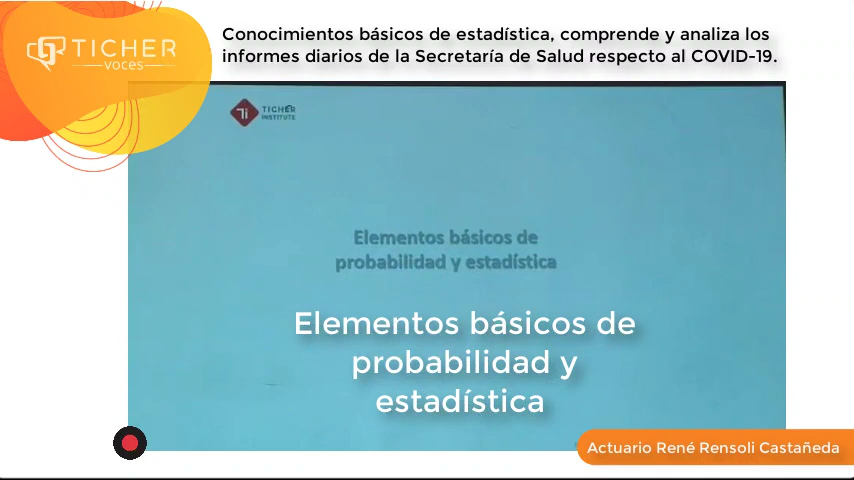 TICHER
voces
Conocimientos básicos de estadística, comprende y analiza los
informes diarios de la Secretaría de Salud respecto al COVID-19.
Ti
TICHER
INSTITUTE
Elementos básicos de
probabilidad y estadística
Elementos básicos de
probabilidad y
estadística
Actuario René Rensoli Castañeda